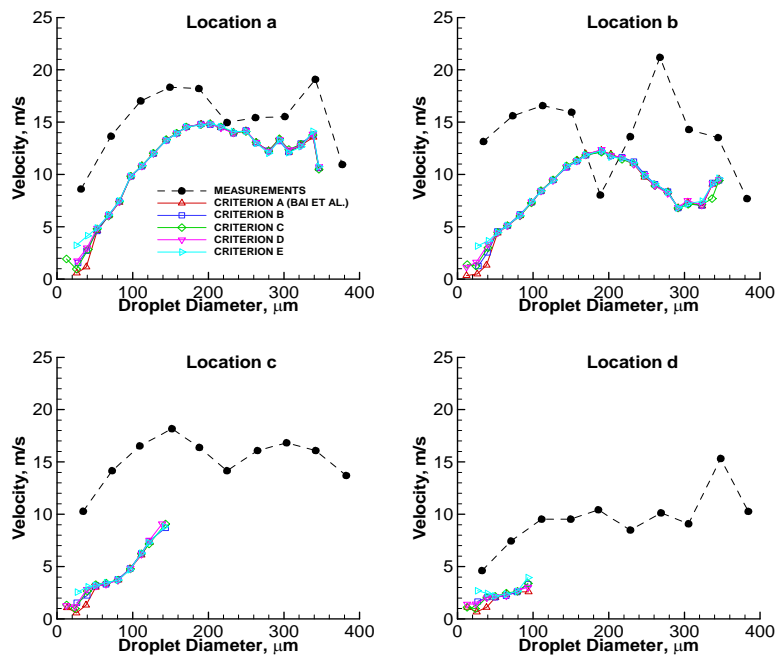 Location a
Velocity, m/s
25
20
15
10
5
0
0 100 200 300 400
Droplet Diameter, μm
MEASUREMENTS
CRITERION A (BAI ET AL.)
CRITERION B
CRITERION C
CRITERION D
CRITERION E
Location b
Velocity, m/s
25
20
15
10
5
0
0 100 200 300 400
Droplet Diameter, μm
Location c
Velocity, m/s
25
20
15
10
5
0
0 100 200 300 400
Droplet Diameter, μm
Location d
Velocity, m/s
25
20
15
10
5
0
0 100 200 300 400
Droplet Diameter, μm